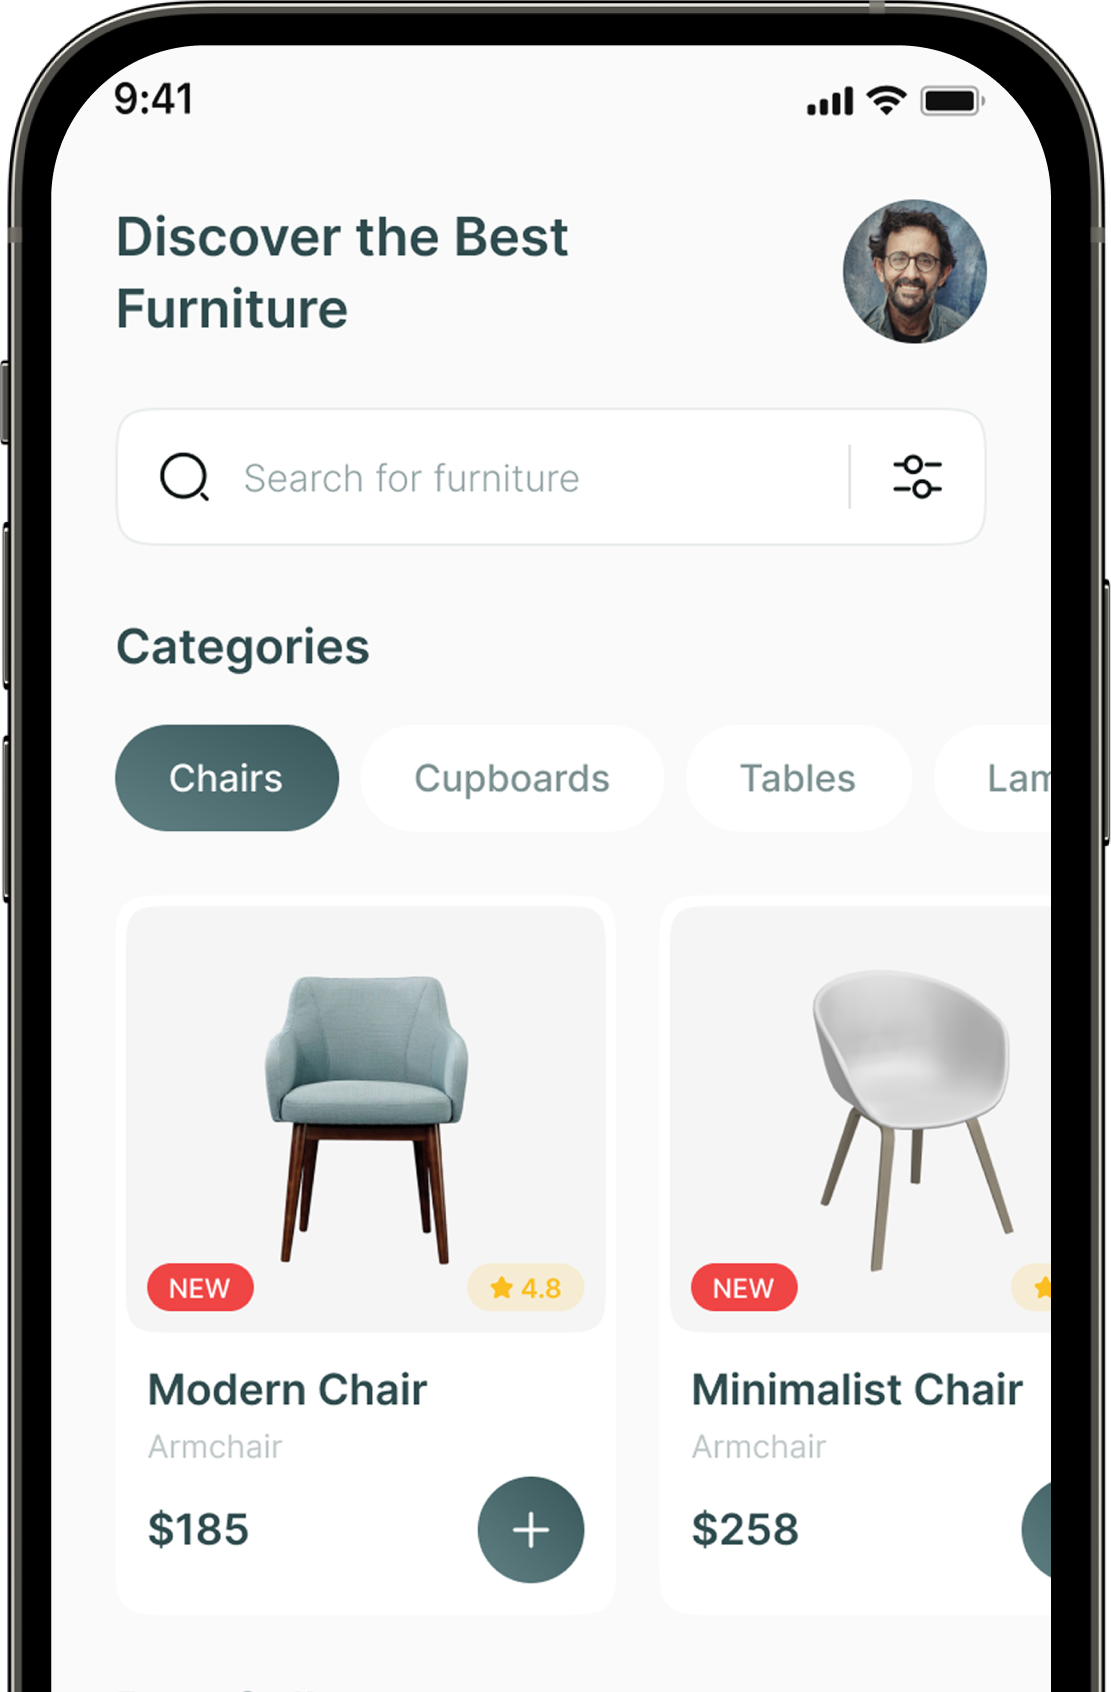 9:41
Discover the Best
Furniture
Search for furniture
Categories
Chairs
Cupboards
Tables
Lam
NEW
4.8
NEW
Modern Chair
Minimalist Chair
Armchair
Armchair
$185
$258